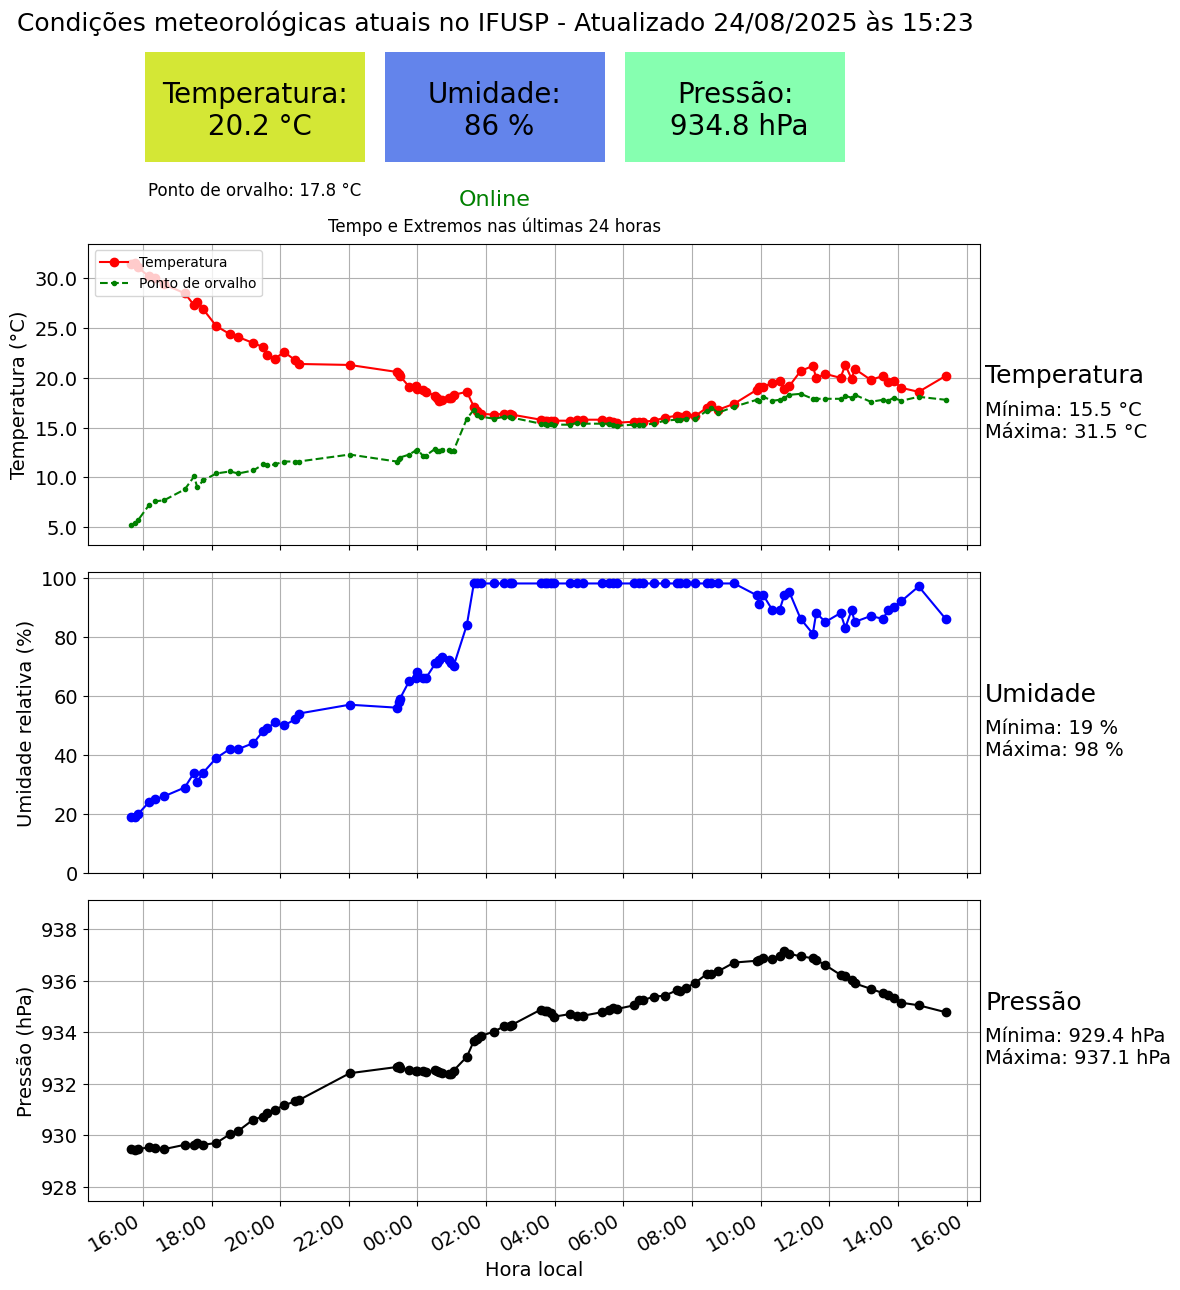 Condições meteorológicas atuais no IFUSP - Atualizado 24/08/2025 às 15:23
Temperatura:
20.2 °C
Umidade:
86 %
Pressão:
934.8 hPa
Ponto de orvalho: 17.8 °C
Online
Tempo e Extremos nas últimas 24 horas
Temperatura
Ponto de orvalho
Temperatura (°C)
30.0
25.0
20.0
15.0
10.0
5.0
Temperatura
Mínima: 15.5 °C
Máxima: 31.5 °C
Umidade relativa (%)
100
80
60
40
20
0
Umidade
Mínima: 19 %
Máxima: 98 %
Pressão (hPa)
938
936
934
932
930
928
Pressão
Mínima: 929.4 hPa
Máxima: 937.1 hPa
16:00
18:00
20:00
22:00
00:00
02:00
04:00
06:00
08:00
10:00
12:00
14:00
16:00
Hora local